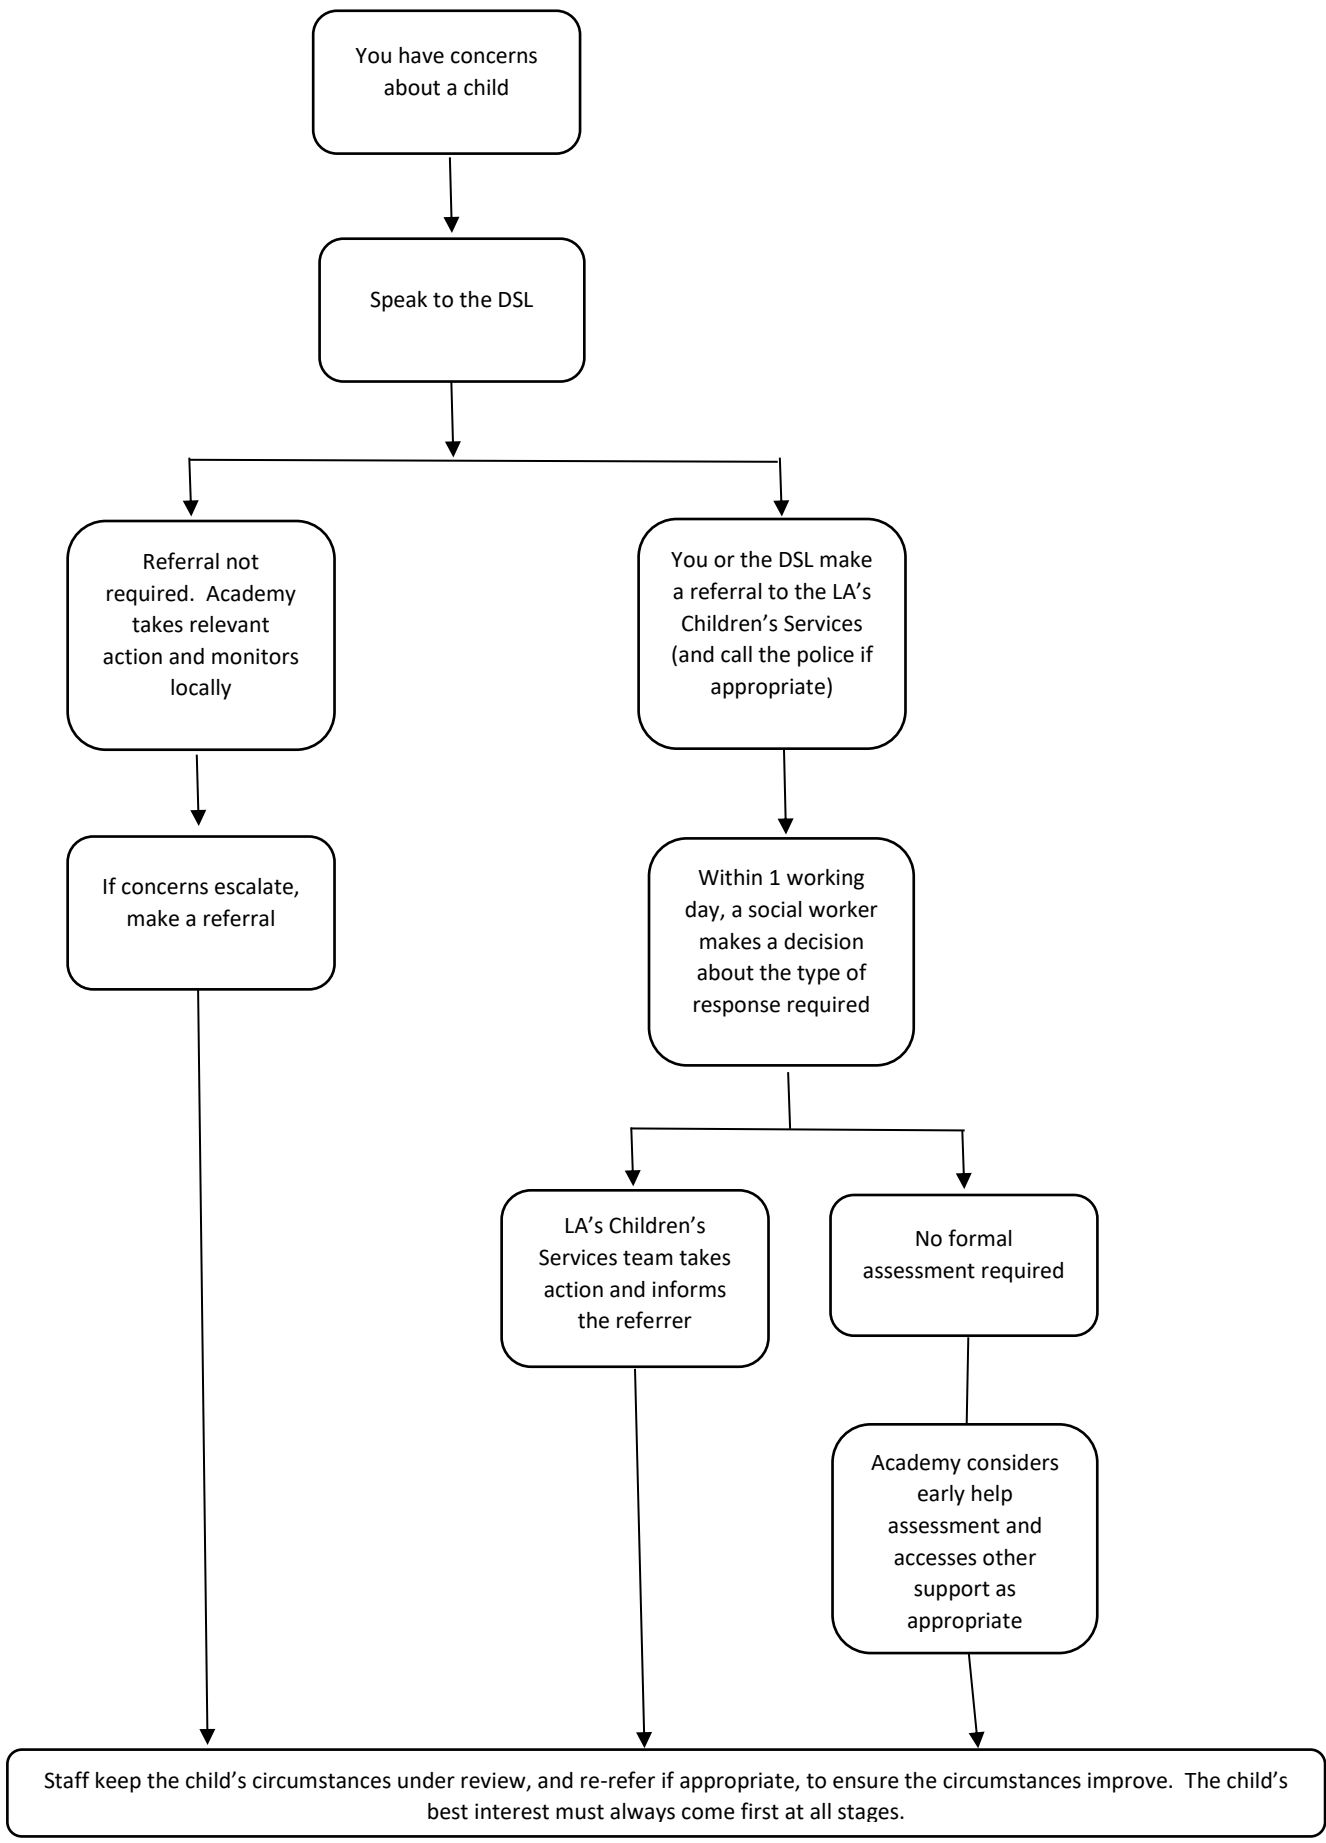 You have concerns
about a child
Speak to the DSL
Referral not
required.  Academy
takes relevant
action and monitors
locally
You or the DSL make
a referral to the LA’s
Children’s Services
(and call the police if
appropriate)
If concerns escalate,
make a referral
Within 1 working
day, a social worker
makes a decision
about the type of
response required
LA’s Children’s
Services team takes
action and informs
the referrer
No formal
assessment required
Academy considers
early help
assessment and
accesses other
support as
appropriate
Staff keep the child’s circumstances under review, and re-refer if appropriate, to ensure the circumstances improve.  The child’s
best interest must always come first at all stages.